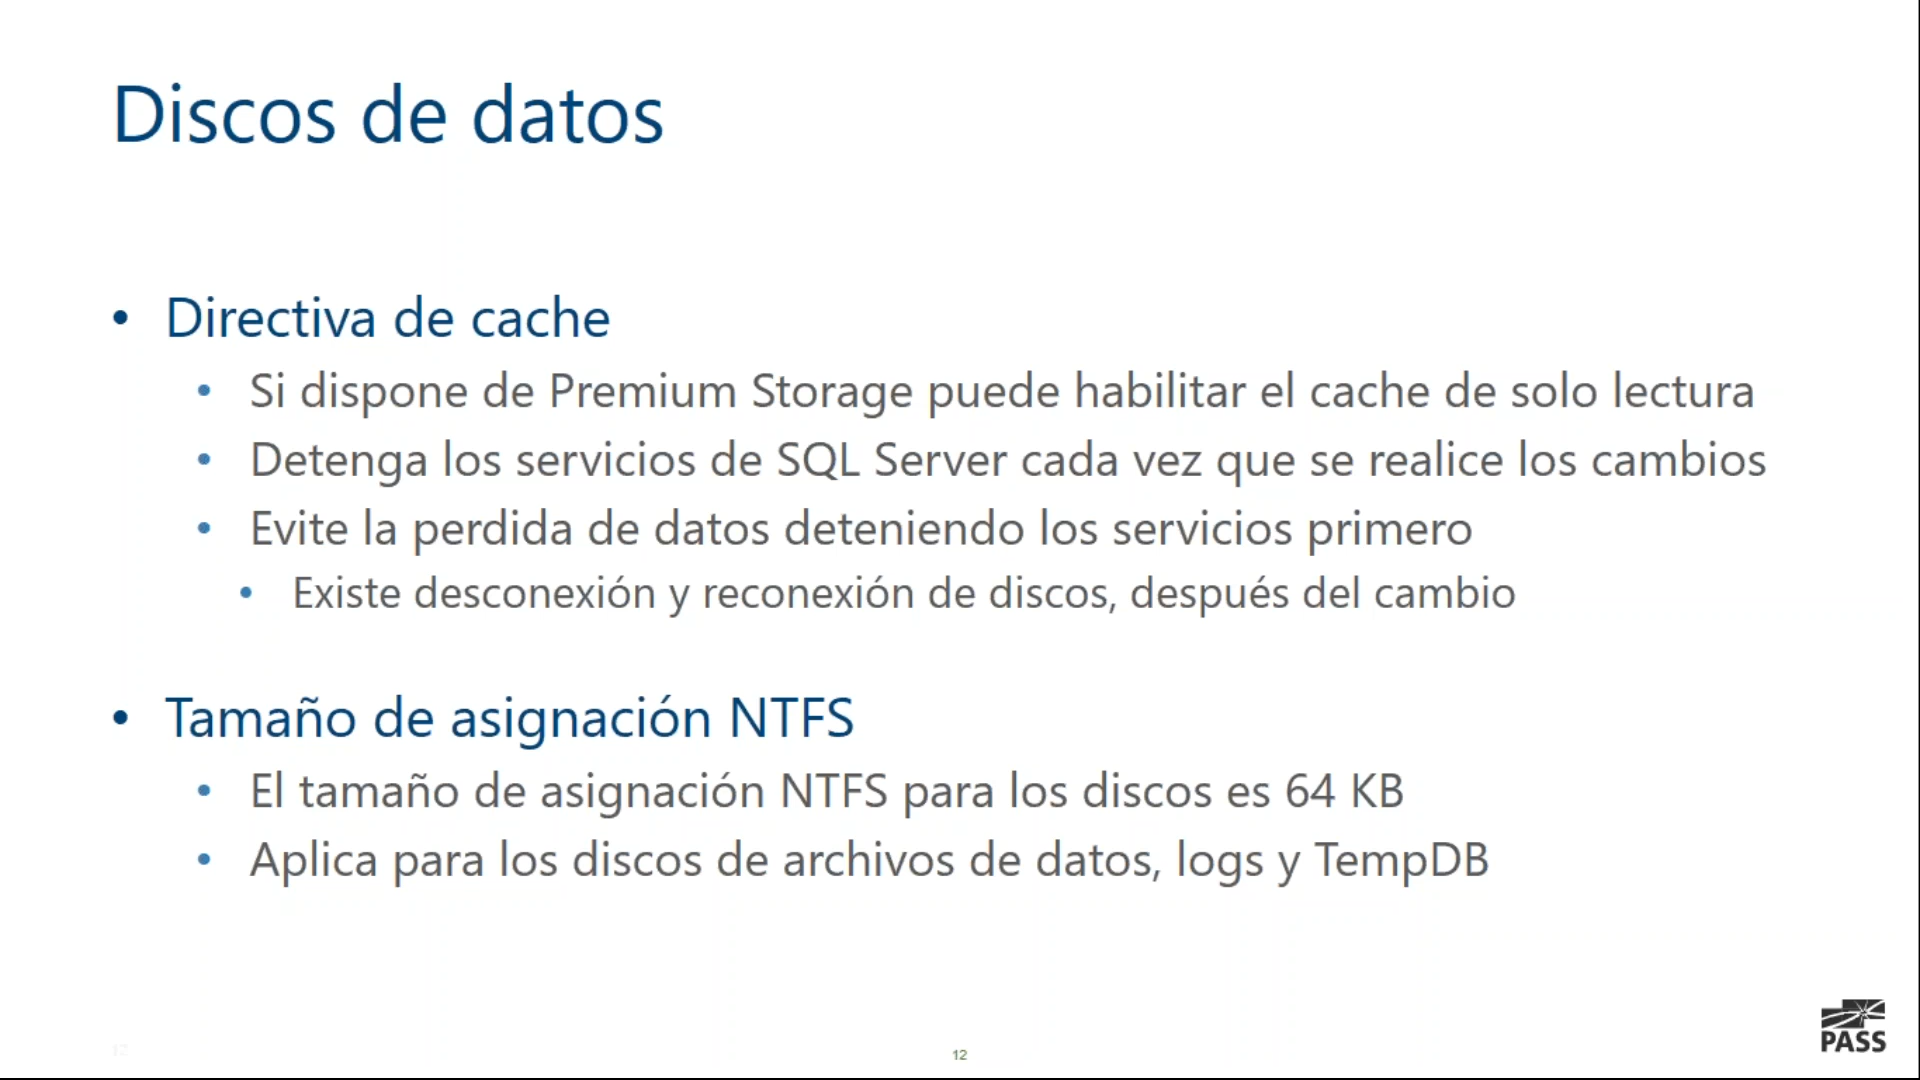 Discos de datos
• Directiva de cache
• Si dispone de Premium Storage puede habilitar el cache de solo lectura
• Detenga los servicios de SQL Server cada vez que se realice los cambios
• Evite la perdida de datos deteniendo los servicios primero
• Existe desconexión y reconexión de discos, después del cambio
• Tamaño de asignación NTFS
• El tamaño de asignación NTFS para los discos es 64 KB
• Aplica para los discos de archivos de datos, logs y TempDB
12
12
PASS